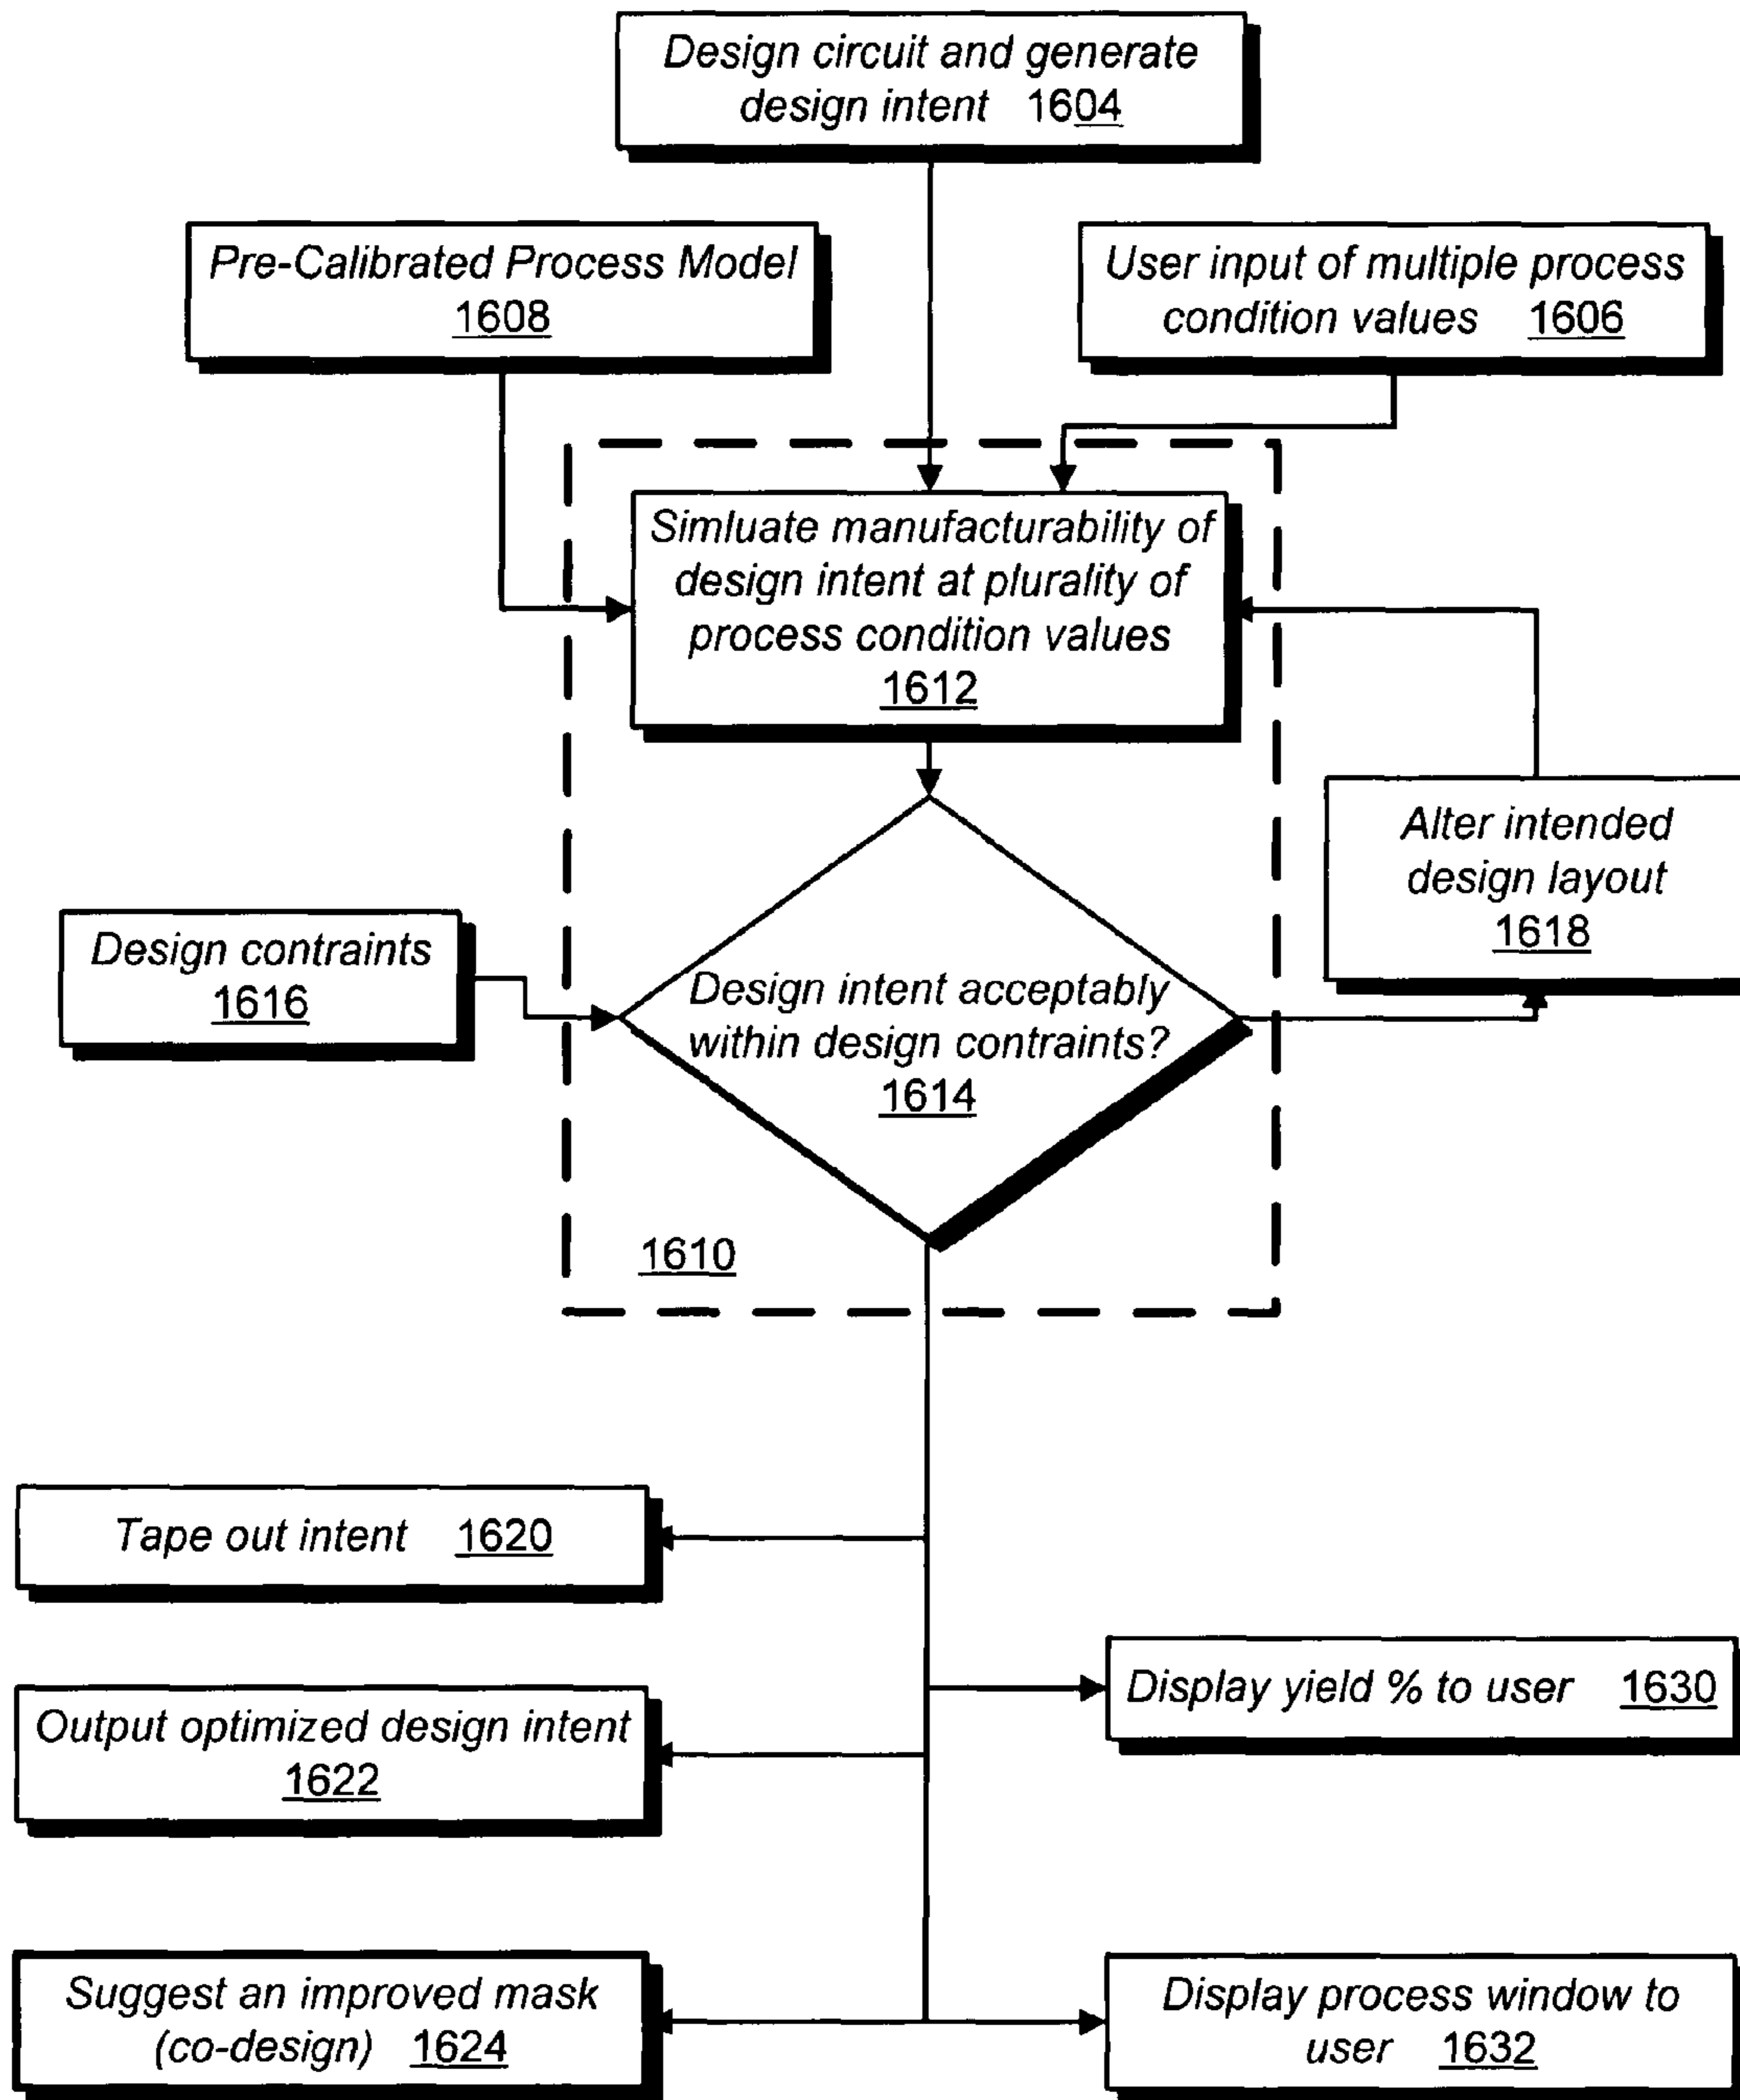 Design circuit and generate
design intent 1604
Pre-Calibrated Process Model
1608
User input of multiple process
condition values 1606
Simluate manufacturability of
design intent at plurality of
process condition values
1612
Alter intended
design layout
1618
Design contraints
1616
Design intent acceptably
within design contraints?
1614
1610
Tape out intent 1620
Display yield % to user 1630
Output optimized design intent
1622
Suggest an improved mask
(co-design) 1624
Display process window to
user 1632